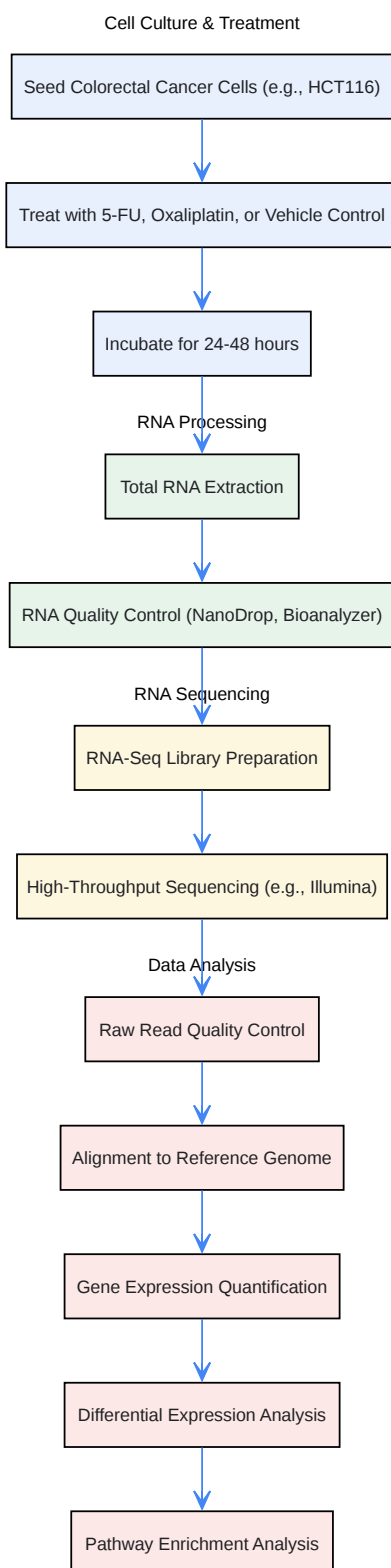 Cell Culture & Treatment
Seed Colorectal Cancer Cells (e.g., HCT116)
Treat with 5-FU, Oxaliplatin, or Vehicle Control
Incubate for 24-48 hours
RNA Processing
Total RNA Extraction
RNA Quality Control (NanoDrop, Bioanalyzer)
RNA Sequencing
RNA-Seq Library Preparation
High-Throughput Sequencing (e.g., Illumina)
Data Analysis
Raw Read Quality Control
Alignment to Reference Genome
Gene Expression Quantification
Differential Expression Analysis
Pathway Enrichment Analysis